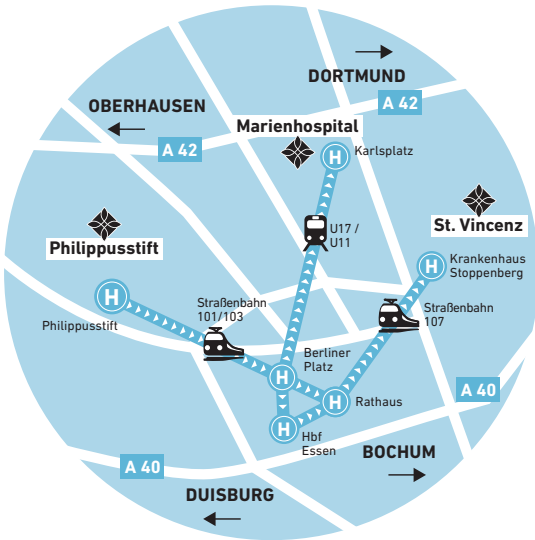 DORTMUND
OBERHAUSEN
A 42
Marienhospital
A 42
H
Karlsplatz
St. Vincenz
U17 /
U11
Philippusstift
H
Krankenhaus
Stoppenberg
H
Philippusstift
Straßenbahn
101/103
Straßenbahn
107
Berliner
Platz
H
H
Rathaus
A 40
H
Hbf
Essen
BOCHUM
A 40
DUISBURG